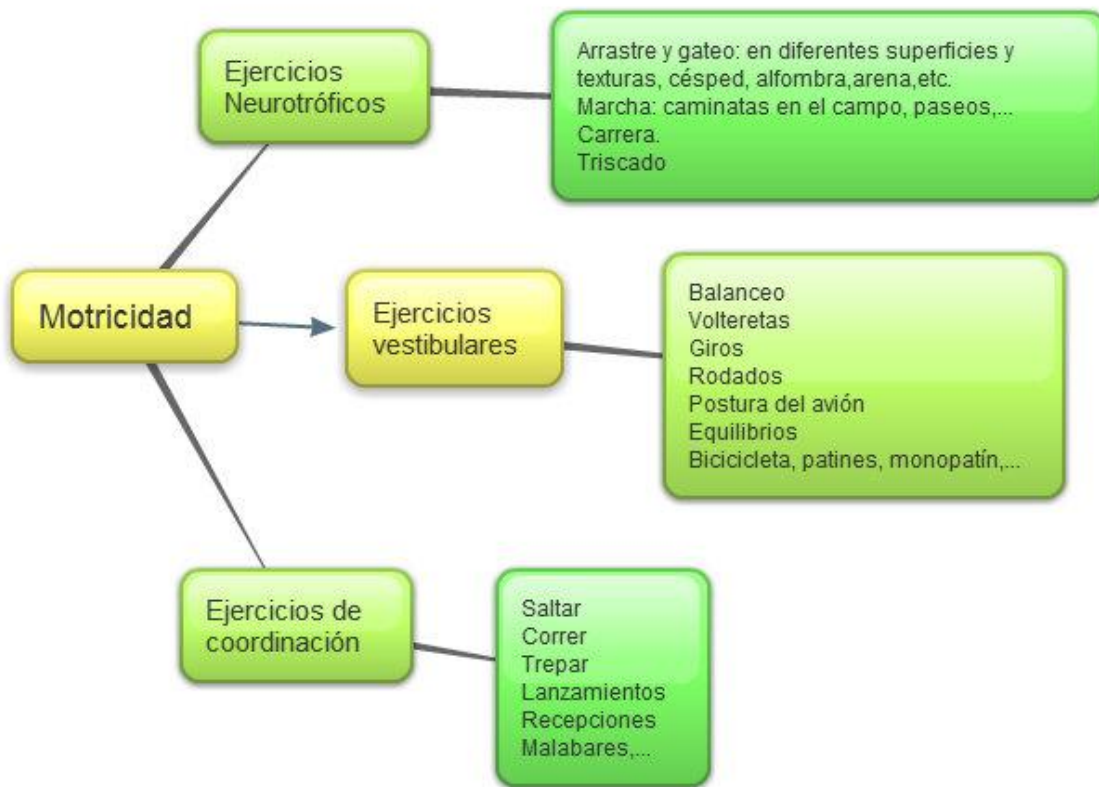 Ejercicios
Neurotróficos
Arrastre y gateo: en diferentes superficies y
texturas, césped, alfombra,arena,etc.
Marcha: caminatas en el campo, paseos,...
Carrera.
Triscado
Motricidad
Ejercicios
vestibulares
Balanceo
Volteretas
Giros
Rodados
Postura del avión
Equilibrios
Bicicicleta, patines, monopatín,...
Ejercicios de
coordinación
Saltar
Correr
Trepar
Lanzamientos
Recepciones
Malabares,...